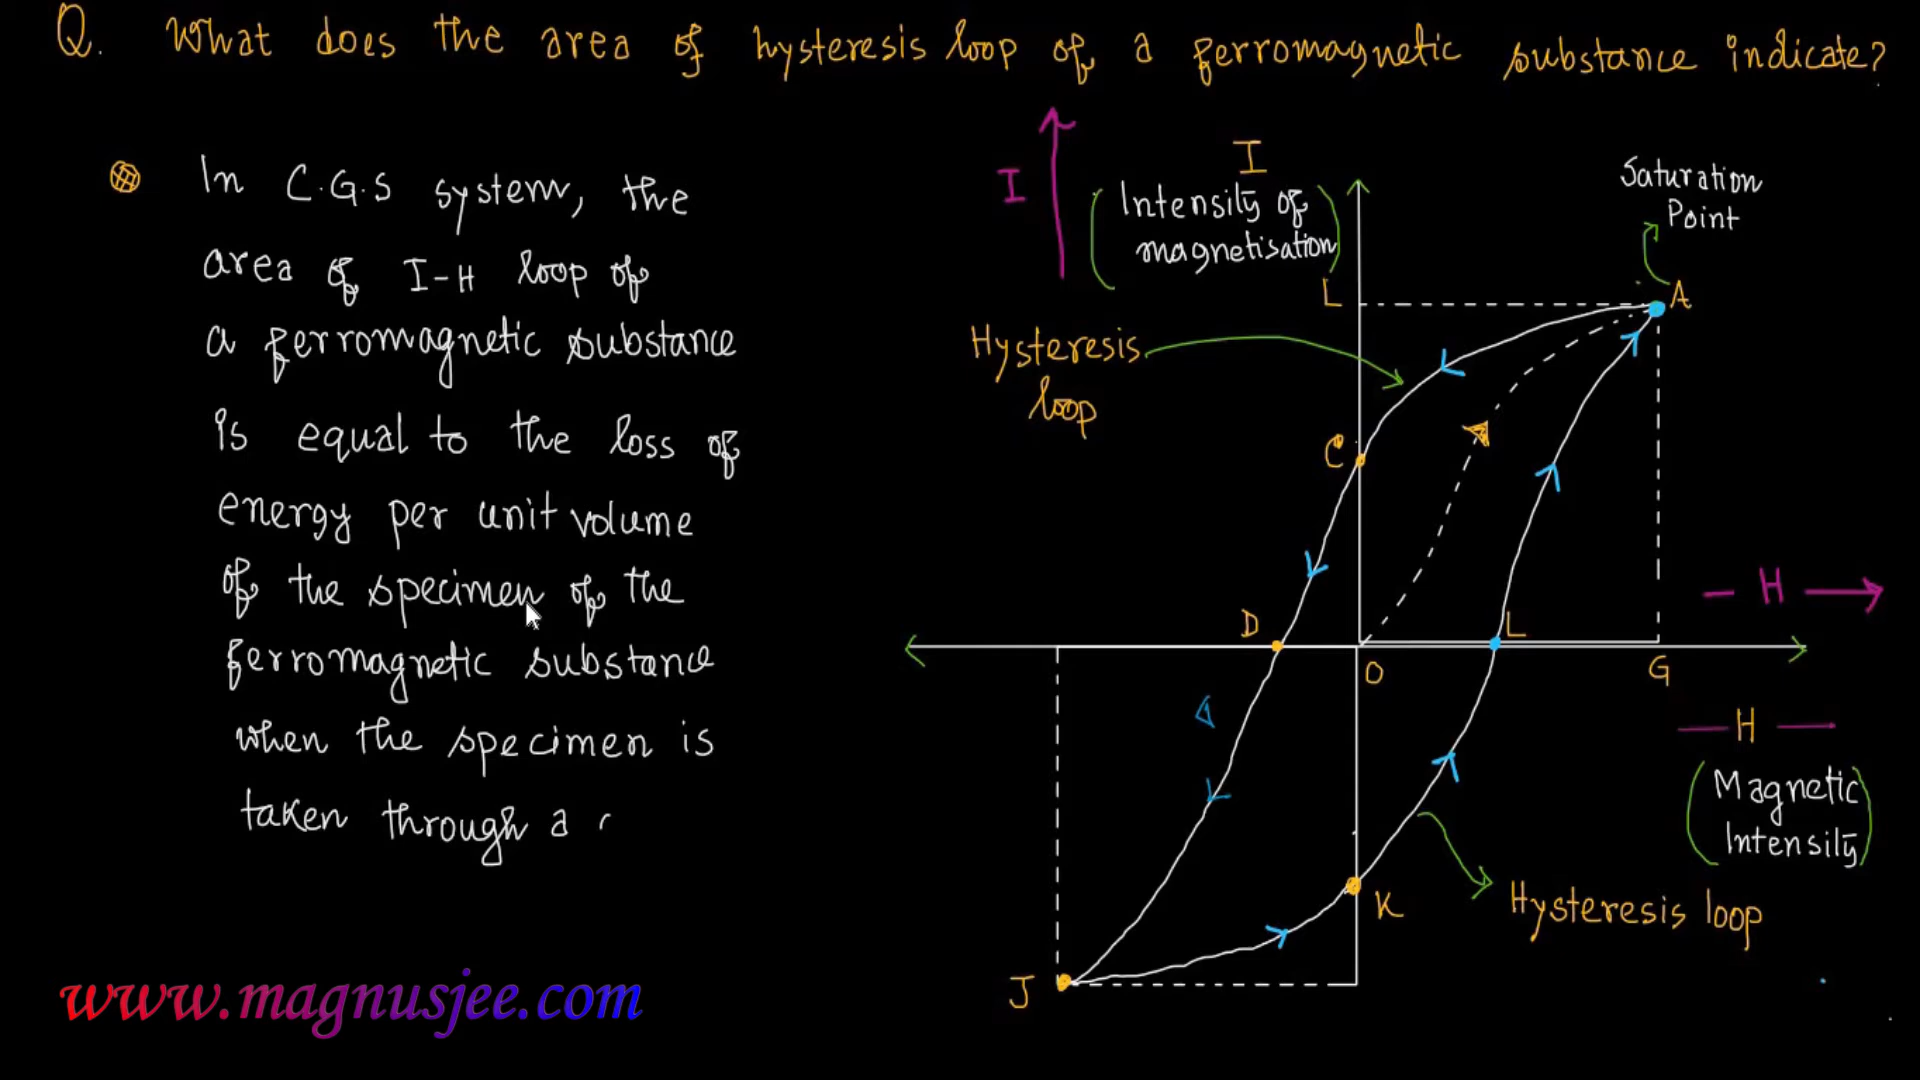 Q. What does the area of hysteresis loop of a ferromagnetic substance indicate?
In C.G.S system, the
area of I-H loop of
a ferromagnetic substance
is equal to the loss of
energy per unit volume
of the specimen of the
ferromagnetic substance
when the specimen is
taken through a
www.magnusjee.com
I
I
(Intensity of
magnetisation)
Saturation
Point
L
A
Hysteresis
loop
C
- H
D
L
O
G
— H —
(Magnetic
Intensity)
K
Hysteresis loop
J